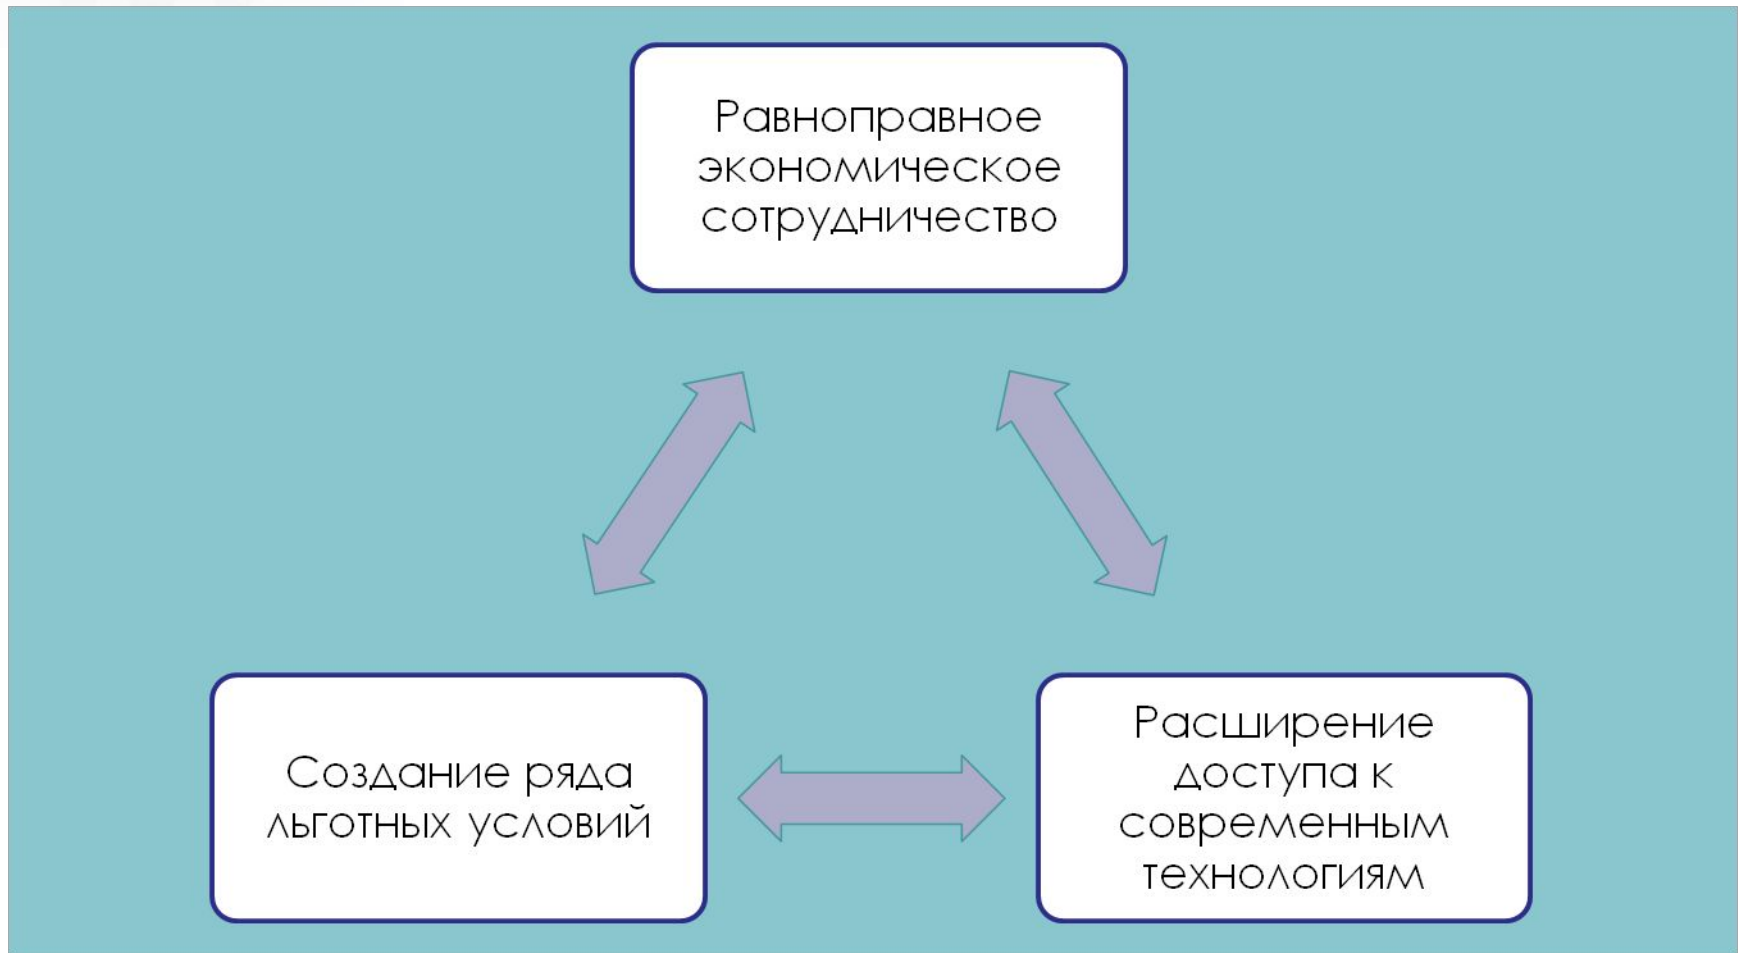 Равноправное
экономическое
сотрудничество
Создание ряда
льготных условий
Расширение
доступа к
современным
технологиям